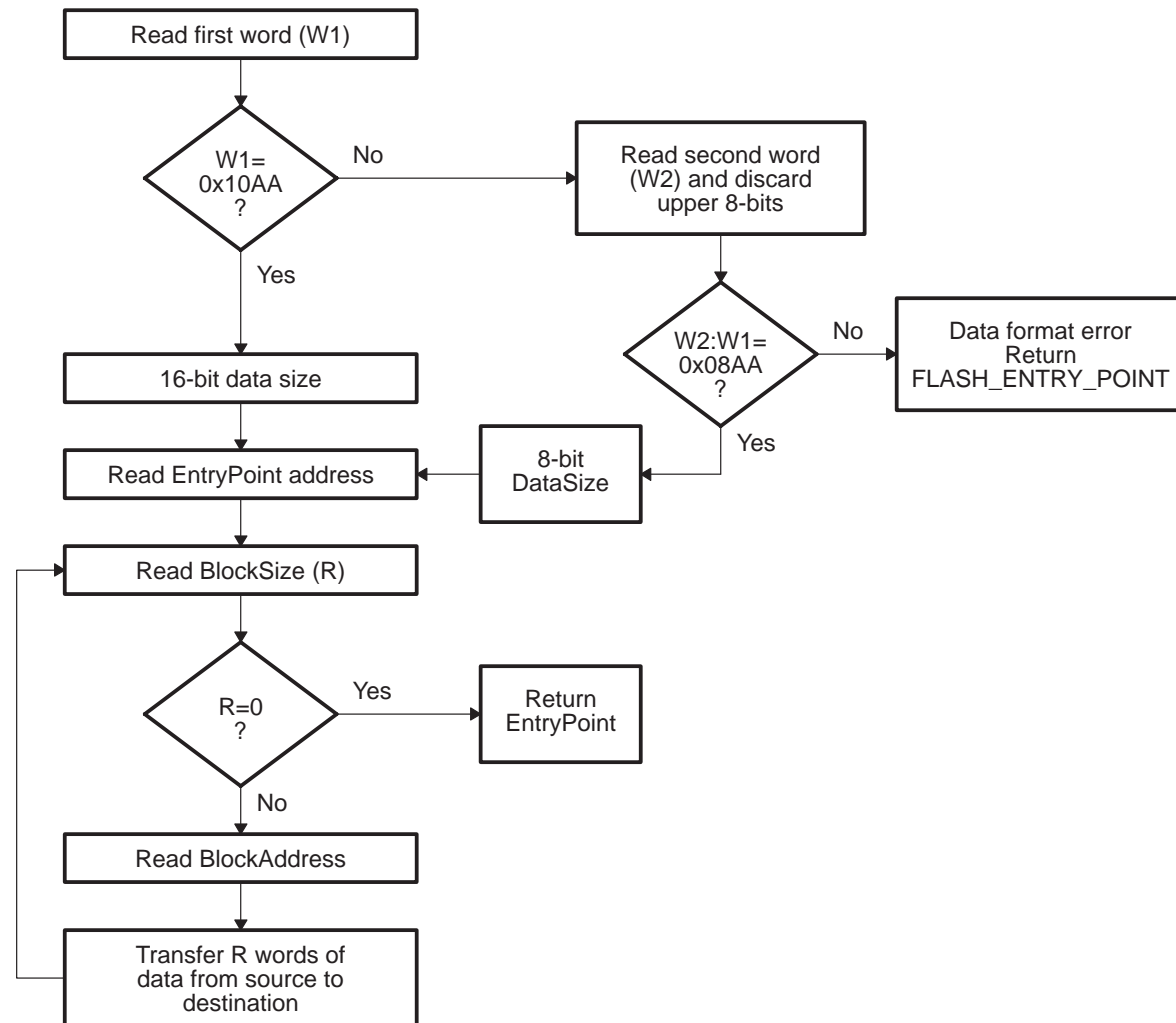 Read first word (W1)
W1=
0x10AA
?
No
Yes
Read second word
(W2) and discard
upper 8-bits
W2:W1=
0x08AA
?
No
Yes
Data format error
Return
FLASH_ENTRY_POINT
16-bit data size
8-bit
DataSize
Read EntryPoint address
Read BlockSize (R)
R=0
?
Yes
No
Return
EntryPoint
Read BlockAddress
Transfer R words of
data from source to
destination